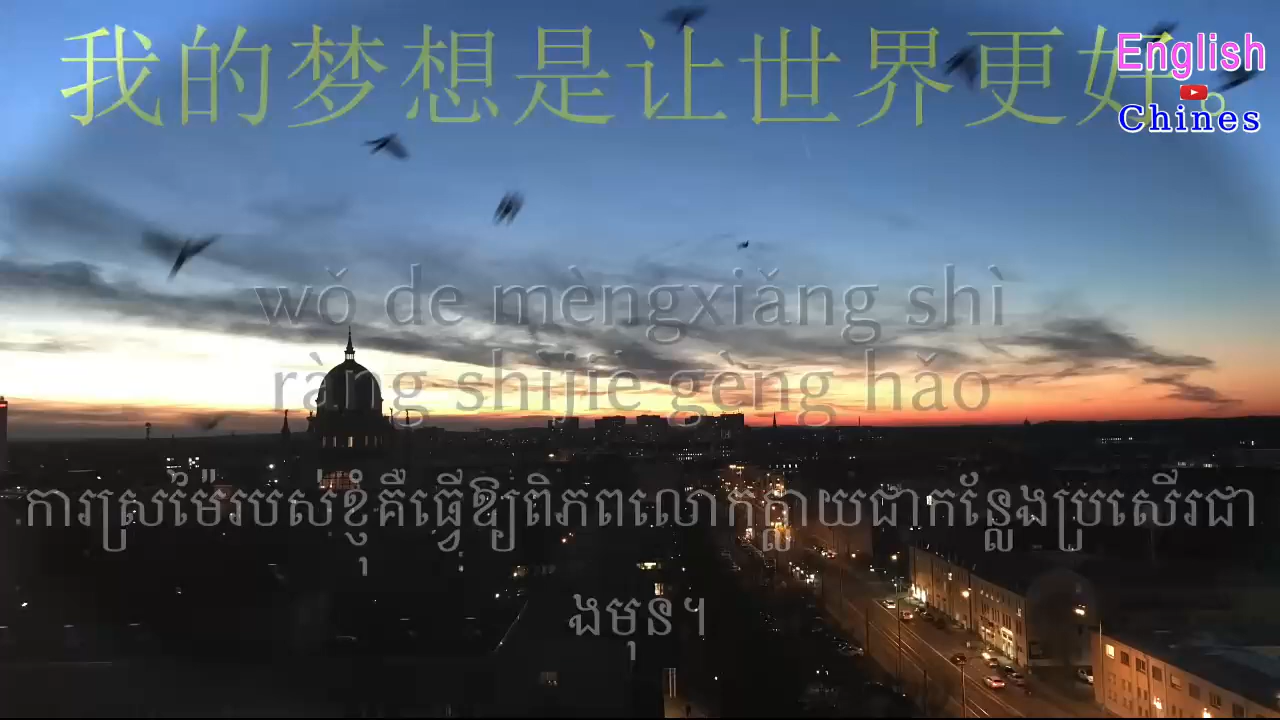 我的梦想是让世界更好。
English
Chines
wǒ de mèngxiǎng shì
ràng shìjiè gèng hǎo
ការស្រមៃរបស់ខ្ញុំគឺធ្វើឱ្យពិភពលោកក្លាយជាកន្លែងប្រសើរជា
ងមុន។